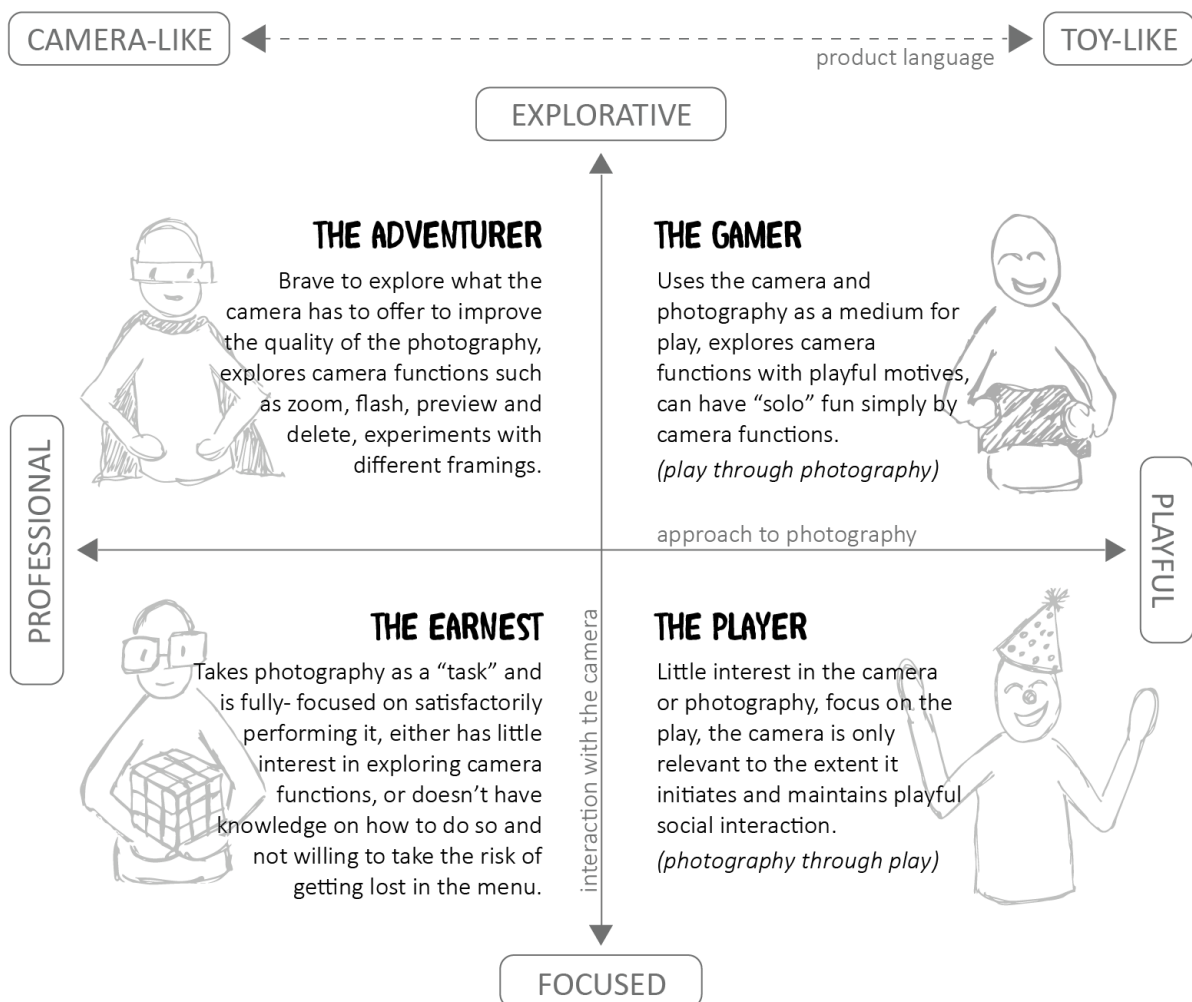 CAMERA-LIKE
TOY-LIKE
product language
EXPLORATIVE
THE ADVENTURER
Brave to explore what the
camera has to offer to improve
the quality of the photography,
explores camera functions such
as zoom, flash, preview and
delete, experiments with
different framings.
THE GAMER
Uses the camera and
photography as a medium for
play, explores camera
functions with playful motives,
can have “solo” fun simply by
camera functions.
(play through photography)
PROFESSIONAL
approach to photography
PLAYFUL
THE EARNEST
Takes photography as a “task” and
is fully- focused on satisfactorily
performing it, either has little
interest in exploring camera
functions, or doesn’t have
knowledge on how to do so and
not willing to take the risk of
getting lost in the menu.
interaction with the camera
THE PLAYER
Little interest in the camera
or photography, focus on the
play, the camera is only
relevant to the extent it
initiates and maintains playful
social interaction.
(photography through play)
FOCUSED